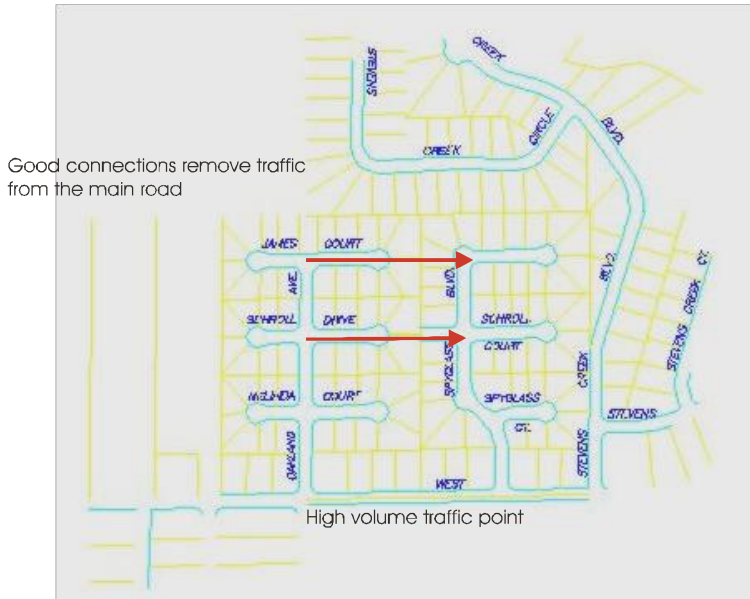 CREEK
STEVENS
BLVD.
CIRCLE
CREEK
Good connections remove traffic
from the main road
JAMES COURT
BLVD.
AVE.
BLVD.
STEVENS CREEK CT.
SCHROLL DRIVE
SCHROLL
COURT
SPYGLASS
CREEK
MELINDA COURT
SPYGLASS
CT.
STEVENS
OAKLAND
STEVENS
WEST
High volume traffic point